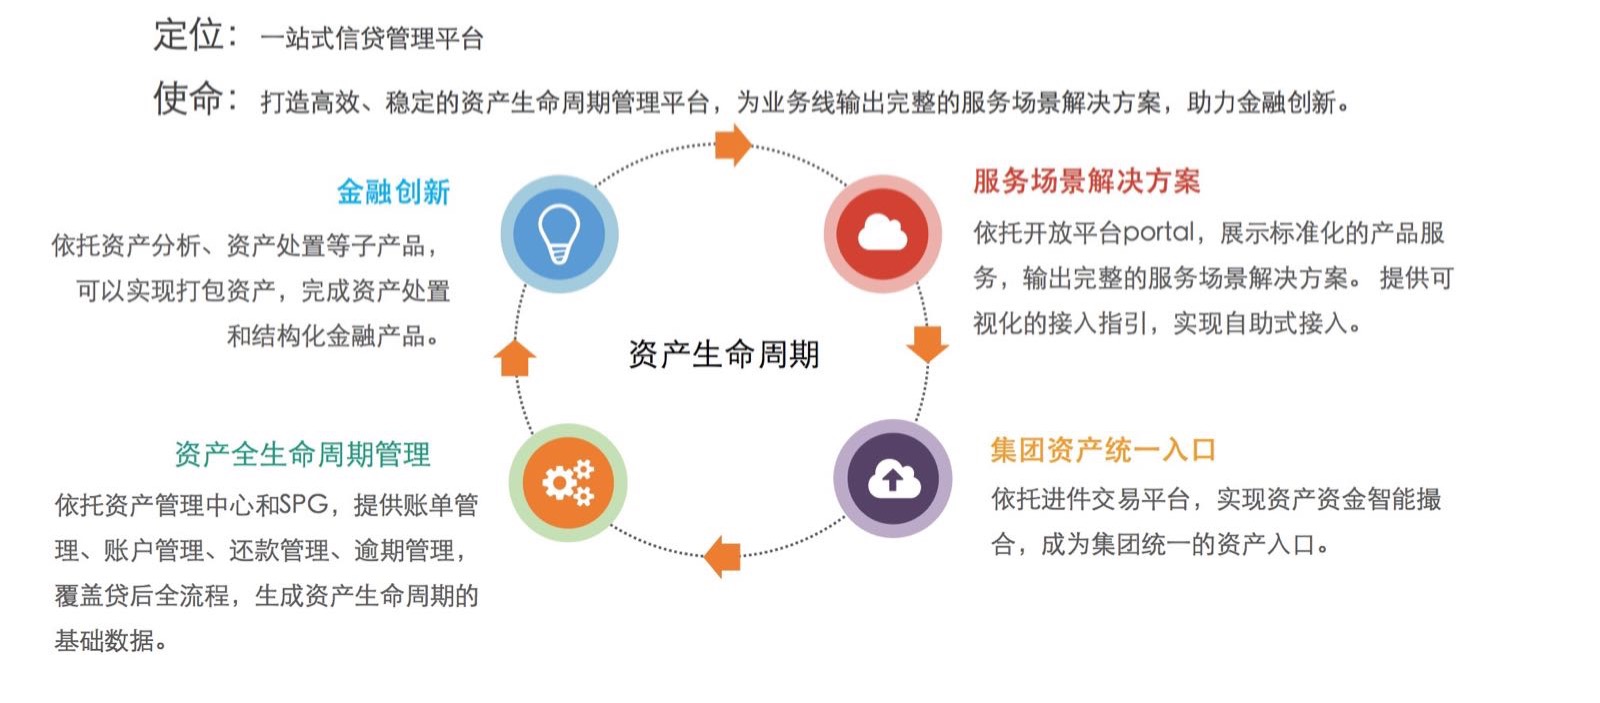 定位：一站式信贷管理平台
使命：打造高效、稳定的资产生命周期管理平台，为业务线输出完整的服务场景解决方案，助力金融创新。
金融创新
依托资产分析、资产处置等子产品，
可以实现打包资产，完成资产处置
和结构化金融产品。
服务场景解决方案
依托开放平台portal，展示标准化的产品服
务，输出完整的服务场景解决方案。 提供可
视化的接入指引，实现自助式接入。
资产生命周期
资产全生命周期管理
依托资产管理中心和SPG，提供账单管
理、账户管理、还款管理、逾期管理，
覆盖贷后全流程，生成资产生命周期的
基础数据。
集团资产统一入口
依托进件交易平台，实现资产资金智能撮
合，成为集团统一的资产入口。